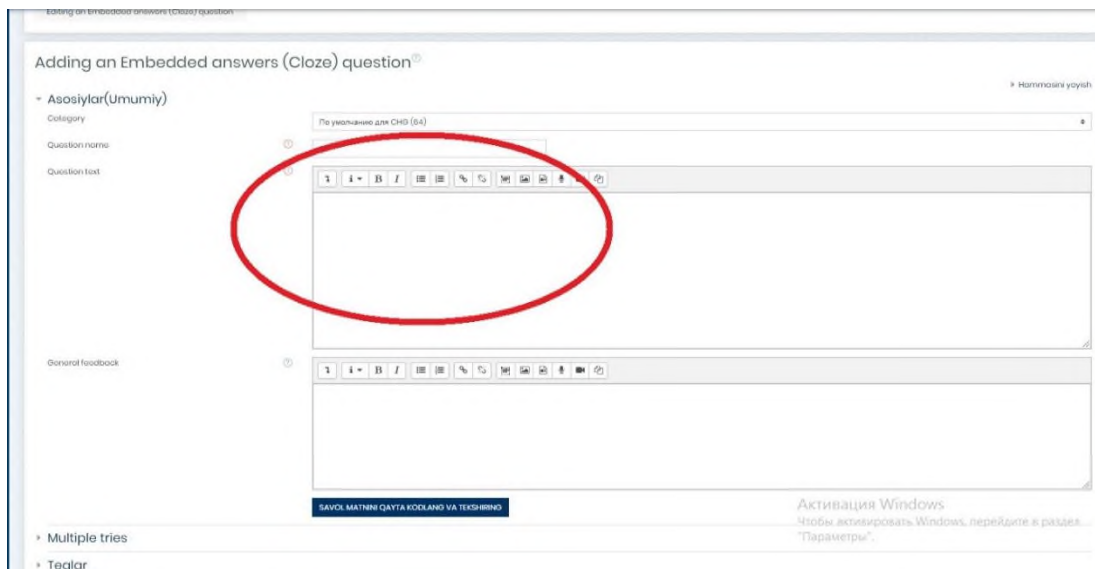 Editing an Embedded answers (Cloze) question
Adding an Embedded answers (Cloze) question
Hammasini yoyish
Asosiylar(Umumiy)
Category
По умолчанию для CHG (64)
Question name
Question text
B I
General feedback
B I
SAVOL MATNINI QAYTA KODLANG VA TEKSHIRING
Активация Windows
Чтобы активировать Windows, перейдите в раздел
"Параметры".
Multiple tries
Teglar